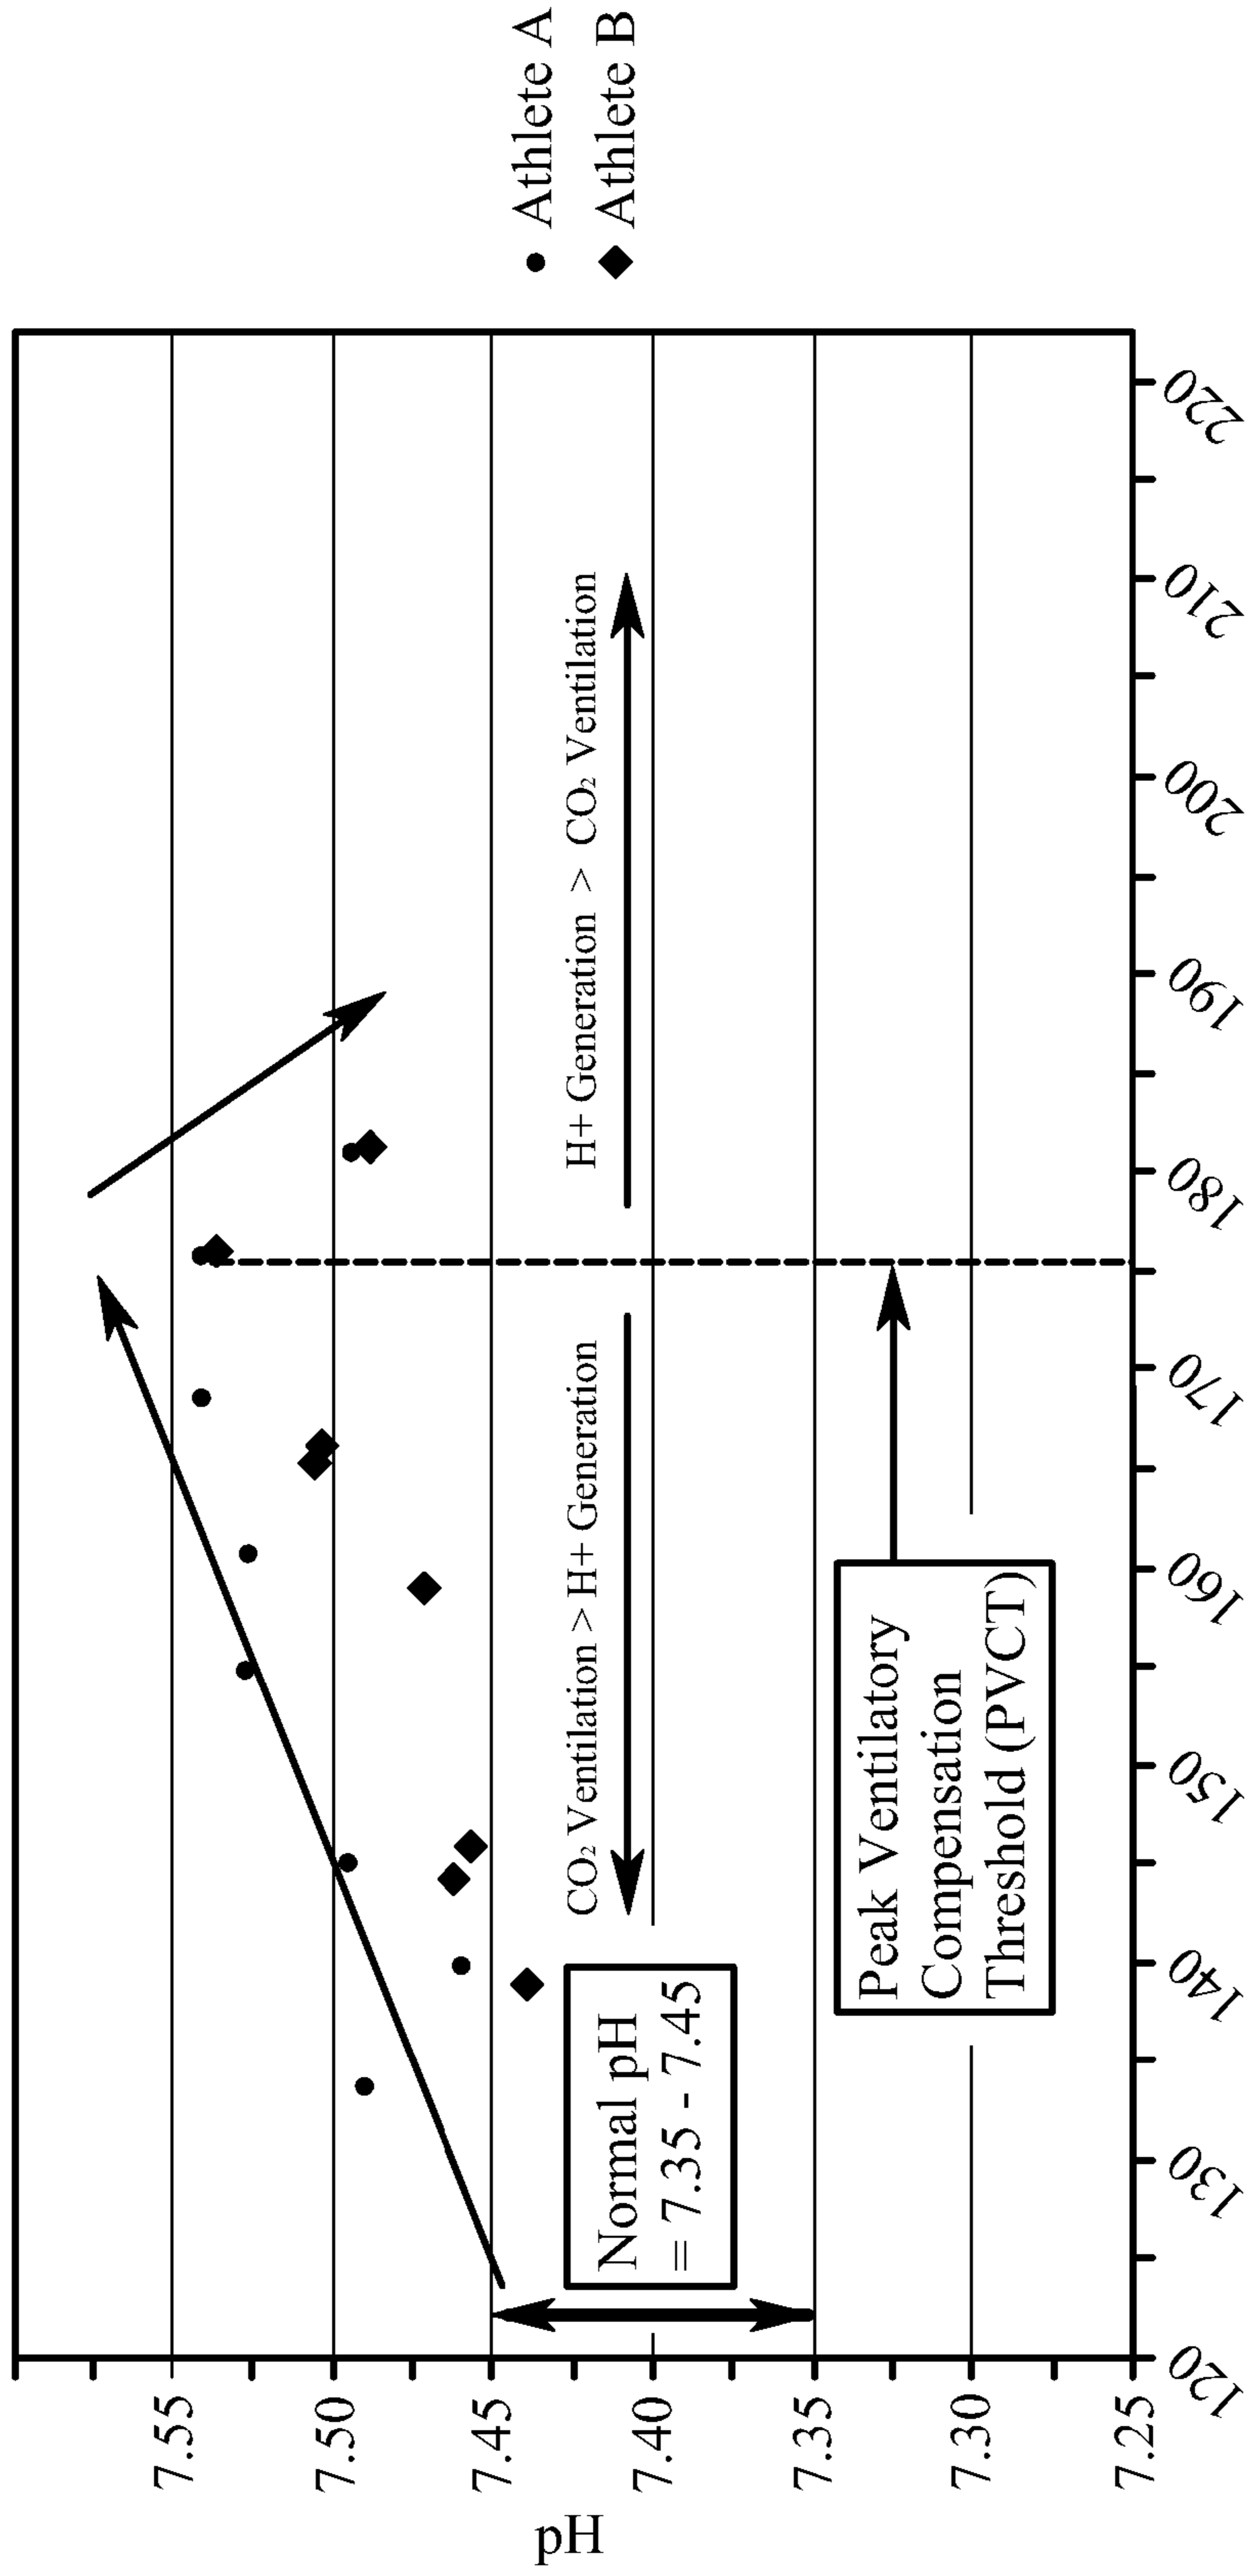 pH
7.55
7.50
7.45
7.40
7.35
7.30
7.25
120
130
140
150
160
170
180
190
200
210
220
CO₂ Ventilation > H+ Generation
H+ Generation > CO₂ Ventilation
Normal pH
= 7.35 - 7.45
Peak Ventilatory
Compensation
Threshold (PVCT)
Athlete A
Athlete B